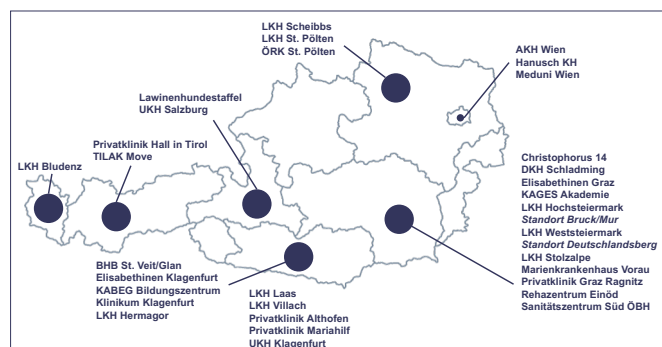 LKH Scheibbs
LKH St. Pölten
ÖRK St. Pölten
AKH Wien
Hanusch KH
Meduni Wien
Lawinenhundestaffel
UKH Salzburg
Privatklinik Hall in Tirol
TILAK Move
LKH Bludenz
Christophorus 14
DKH Schladming
Elisabethinen Graz
KAGES Akademie
LKH Hochsteiermark
Standort Bruck/Mur
LKH Weststeiermark
Standort Deutschlandsberg
LKH Stolzalpe
Marienkrankenhaus Vorau
Privatklinik Graz Ragnitz
Rehazentrum Einöd
Sanitätszentrum Süd ÖBH
BHB St. Veit/Glan
Elisabethinen Klagenfurt
KABEG Bildungszentrum
Klinikum Klagenfurt
LKH Hermagor
LKH Laas
LKH Villach
Privatklinik Althofen
Privatklinik Mariahilf
UKH Klagenfurt